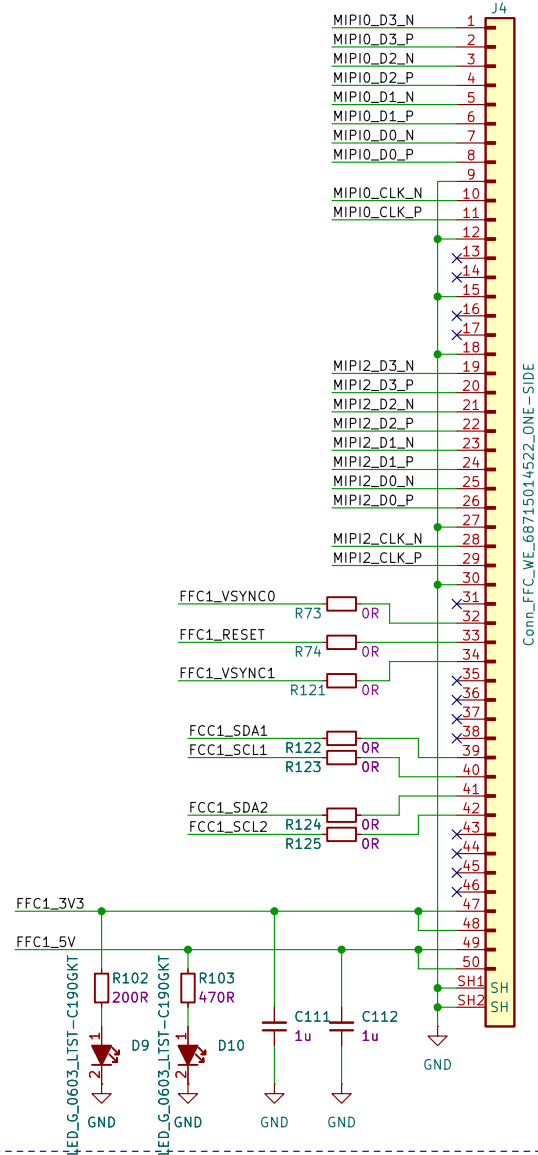 J4
MIPI0_D3_N 1
MIPI0_D3_P 2
MIPI0_D2_N 3
MIPI0_D2_P 4
MIPI0_D1_N 5
MIPI0_D1_P 6
MIPI0_D0_N 7
MIPI0_D0_P 8
9
MIPI0_CLK_N 10
MIPI0_CLK_P 11
12
13
14
15
16
17
18
MIPI2_D3_N 19
MIPI2_D3_P 20
MIPI2_D2_N 21
MIPI2_D2_P 22
MIPI2_D1_N 23
MIPI2_D1_P 24
MIPI2_D0_N 25
MIPI2_D0_P 26
27
MIPI2_CLK_N 28
MIPI2_CLK_P 29
30
Conn_FFC_WE_68715014522_ONE-SIDE
31
FFC1_VSYNC0
R73 0R
32
FFC1_RESET 33
R74 0R
34
FFC1_VSYNC1
R121 0R
35
36
37
38
FCC1_SDA1
R122 0R
39
FCC1_SCL1
R123 0R
40
41
FCC1_SDA2
R124 0R
42
FCC1_SCL2
R125 0R
43
44
45
46
FFC1_3V3 47
48
FFC1_5V 49
50
SH1 SH
SH2 SH
LED_G_0603_LTST-C190GKT
R102
200R
1
D9
2
GND
LED_G_0603_LTST-C190GKT
R103
470R
1
D10
2
GND
C111
1u
GND
C112
1u
GND
GND